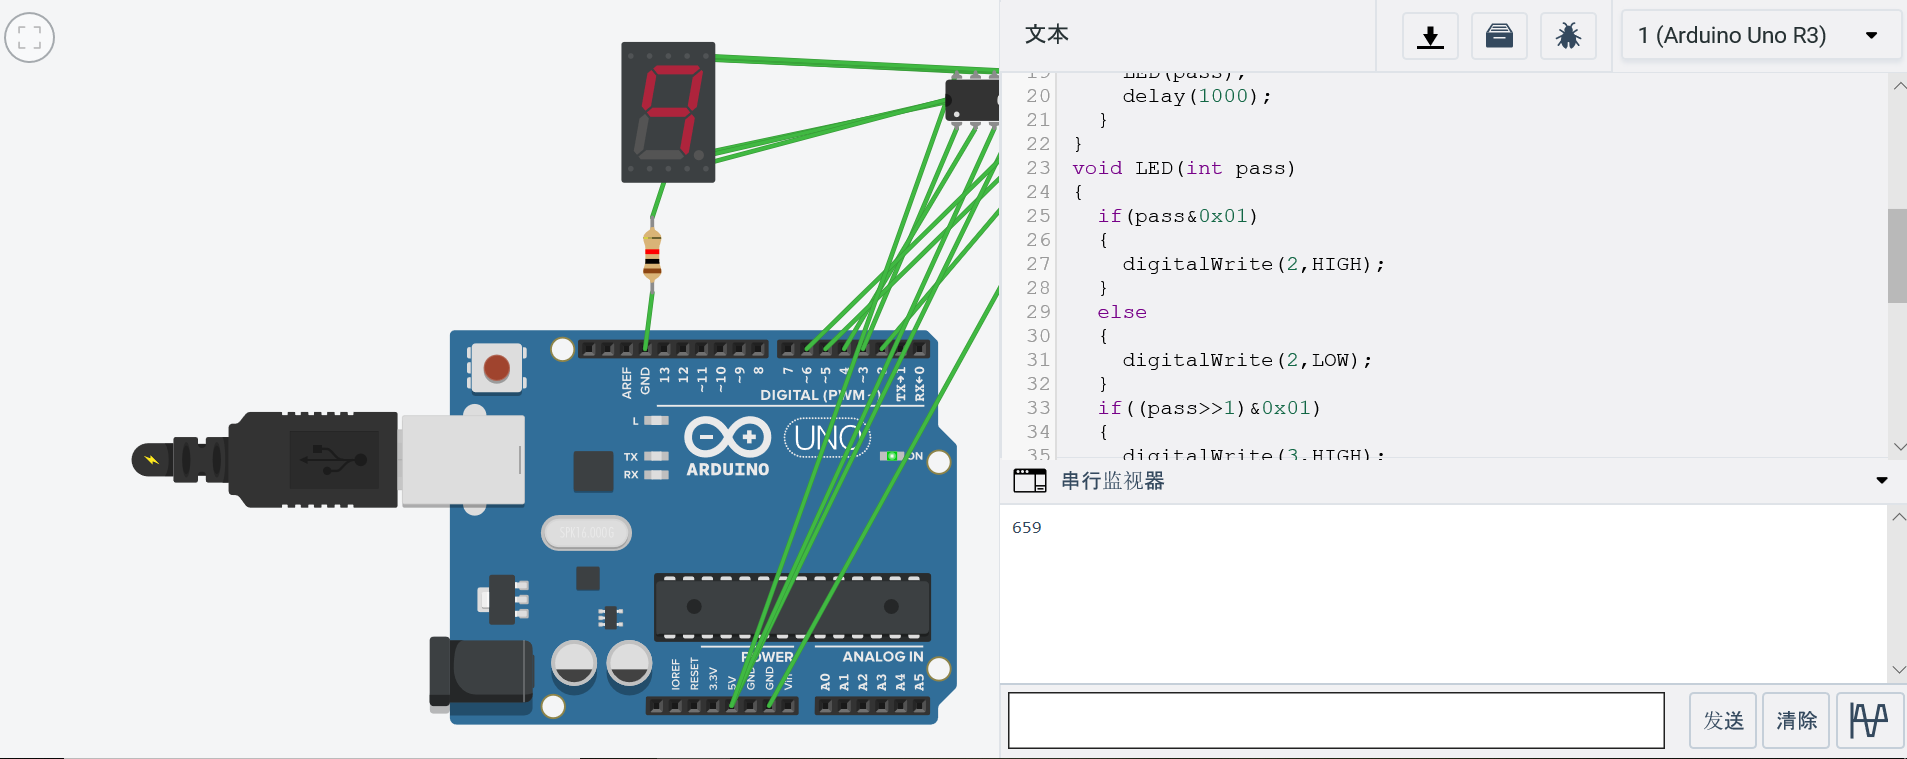 文本
1 (Arduino Uno R3)
19 LED(pass);
20 delay(1000);
21 }
22 }
23 void LED(int pass)
24 {
25 if(pass&0x01)
26 {
27 digitalWrite(2,HIGH);
28 }
29 else
30 {
31 digitalWrite(2,LOW);
32 }
33 if((pass>>1)&0x01)
34 {
35 digitalWrite(3,HIGH);
串行监视器
659
发送
清除
AREF
GND
13
12
~11
~10
~9
8
7
~6
~5
4
~3
2
TX→1
RX←0
DIGITAL (PWM~)
L
TX
RX
ARDUINO
UNO
ON
SPK16.000G
POWER
ANALOG IN
IOREF
RESET
3.3V
5V
GND
GND
VIN
A0
A1
A2
A3
A4
A5